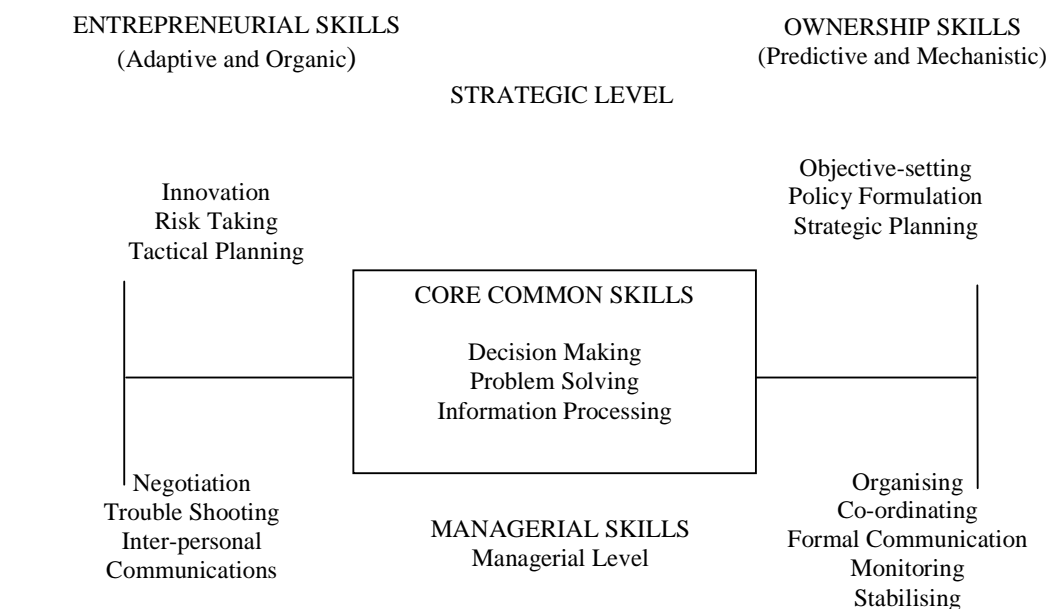 ENTREPRENEURIAL SKILLS
(Adaptive and Organic)
OWNERSHIP SKILLS
(Predictive and Mechanistic)
STRATEGIC LEVEL
Innovation
Risk Taking
Tactical Planning
Objective-setting
Policy Formulation
Strategic Planning
CORE COMMON SKILLS
Decision Making
Problem Solving
Information Processing
Negotiation
Trouble Shooting
Inter-personal
Communications
MANAGERIAL SKILLS
Managerial Level
Organising
Co-ordinating
Formal Communication
Monitoring
Stabilising